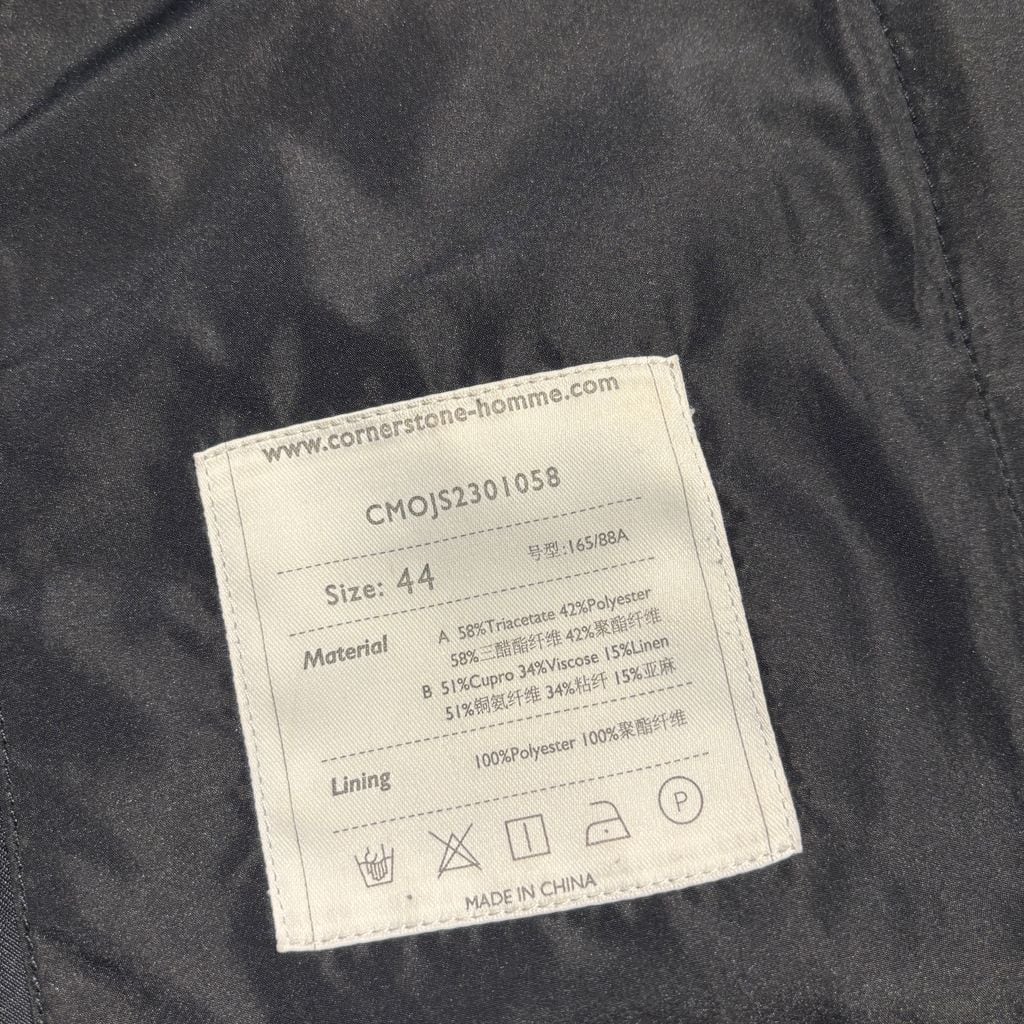 www.cornerstone-homme.com
CMOJS2301058
号型:165/88A
Size: 44
Material
A 58%Triacetate 42%Polyester
58%三醋酯纤维 42%聚酯纤维
B 51%Cupro 34%Viscose 15%Linen
51%铜氨纤维 34%粘纤 15%亚麻
Lining
100%Polyester 100%聚酯纤维
P
MADE IN CHINA